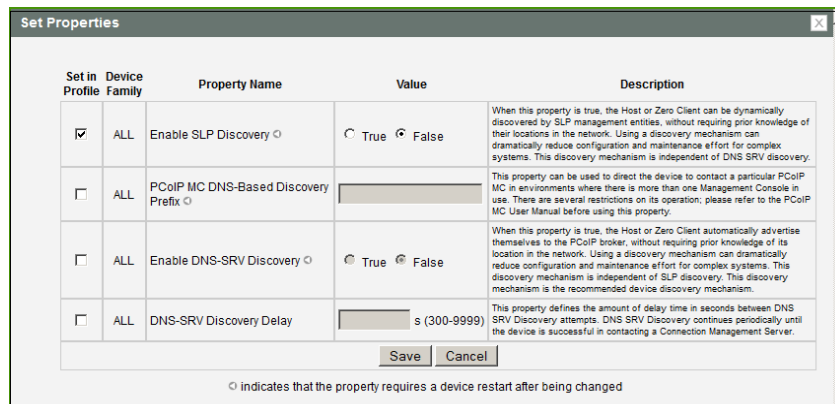 Set Properties
X
Set in Profile
Device Family
Property Name
Value
Description
ALL
Enable SLP Discovery
True
False
When this property is true, the Host or Zero Client can be dynamically
discovered by SLP management entities, without requiring prior knowledge of
their locations in the network. Using a discovery mechanism can
dramatically reduce configuration and maintenance effort for complex
systems. This discovery mechanism is independent of DNS SRV discovery.
ALL
PCoIP MC DNS-Based Discovery
Prefix
This property can be used to direct the device to contact a particular PCoIP
MC in environments where there is more than one Management Console in
use. There are several restrictions on its operation; please refer to the PCoIP
MC User Manual before using this property.
ALL
Enable DNS-SRV Discovery
True
False
When this property is true, the Host or Zero Client automatically advertise
themselves to the PCoIP broker, without requiring prior knowledge of its
location in the network. Using a discovery mechanism can dramatically
reduce configuration and maintenance effort for complex systems. This
discovery mechanism is independent of SLP discovery. This discovery
mechanism is the recommended device discovery mechanism.
ALL
DNS-SRV Discovery Delay
s (300-9999)
This property defines the amount of delay time in seconds between DNS
SRV Discovery attempts. DNS SRV Discovery continues periodically until
the device is successful in contacting a Connection Management Server.
Save
Cancel
indicates that the property requires a device restart after being changed